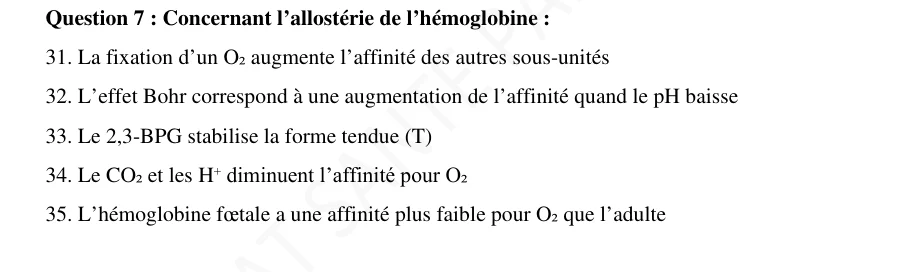 Question 7 : Concernant l’allostérie de l’hémoglobine :
31. La fixation d’un O₂ augmente l’affinité des autres sous-unités
32. L’effet Bohr correspond à une augmentation de l’affinité quand le pH baisse
33. Le 2,3-BPG stabilise la forme tendue (T)
34. Le CO₂ et les H⁺ diminuent l’affinité pour O₂
35. L’hémoglobine fœtale a une affinité plus faible pour O₂ que l’adulte